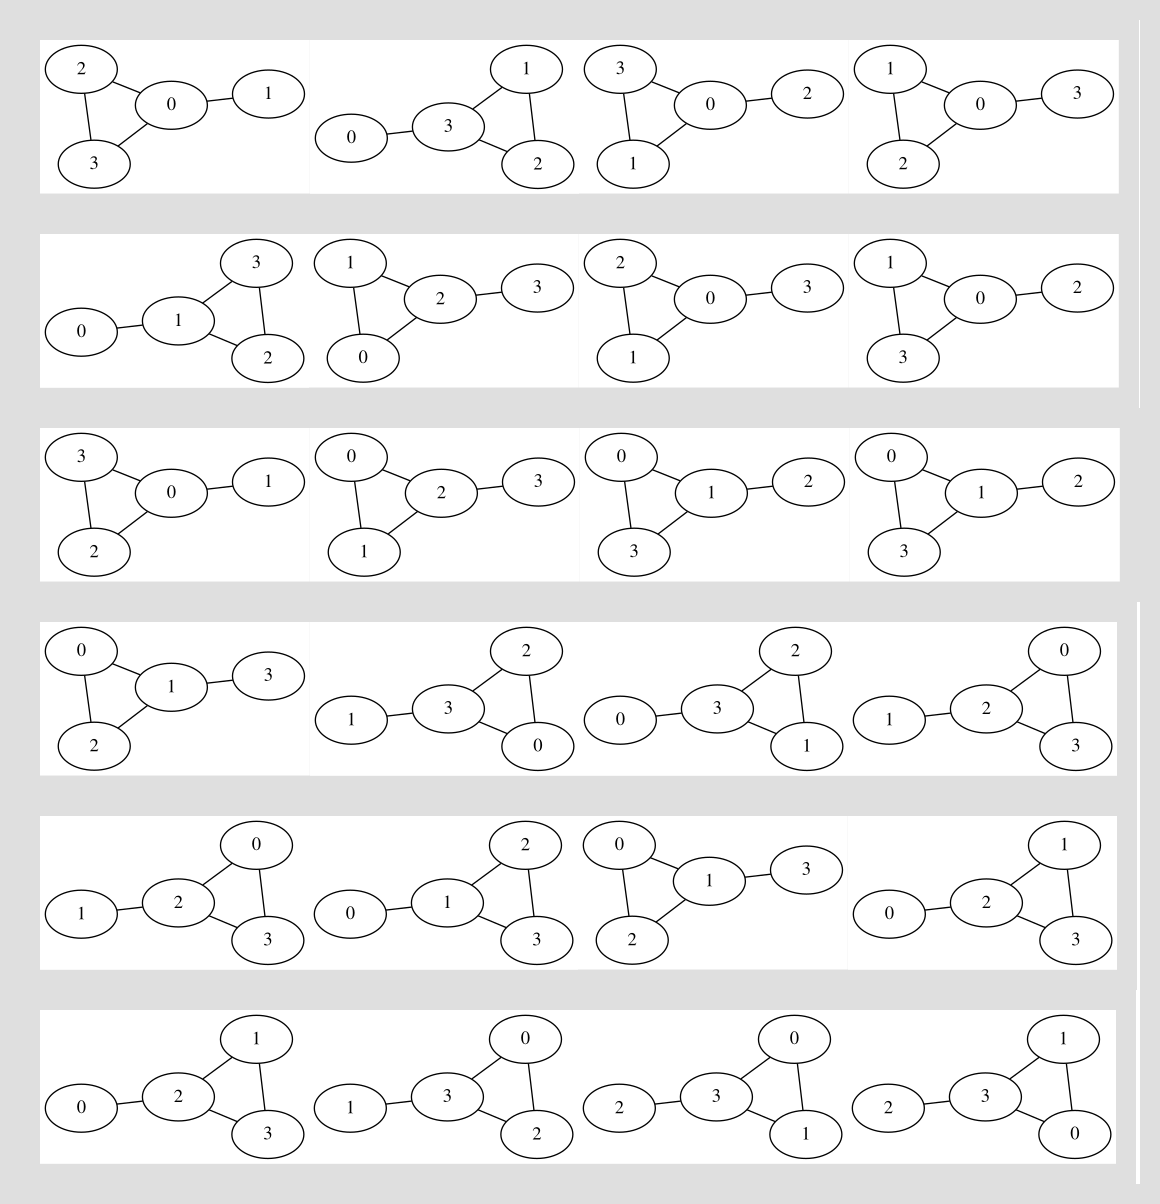 2 0 1 3
1 3 0 2
3 0 2 1
1 0 3 2
3 1 0 2
1 2 3 0
2 0 3 1
1 0 2 3
3 0 1 2
0 2 3 1
0 1 2 3
0 1 2 3
0 1 3 2
2 3 1 0
2 3 0 1
0 2 1 3
0 2 1 3
2 1 0 3
0 1 3 2
1 2 0 3
1 2 0 3
0 3 1 2
0 3 2 1
1 3 2 0